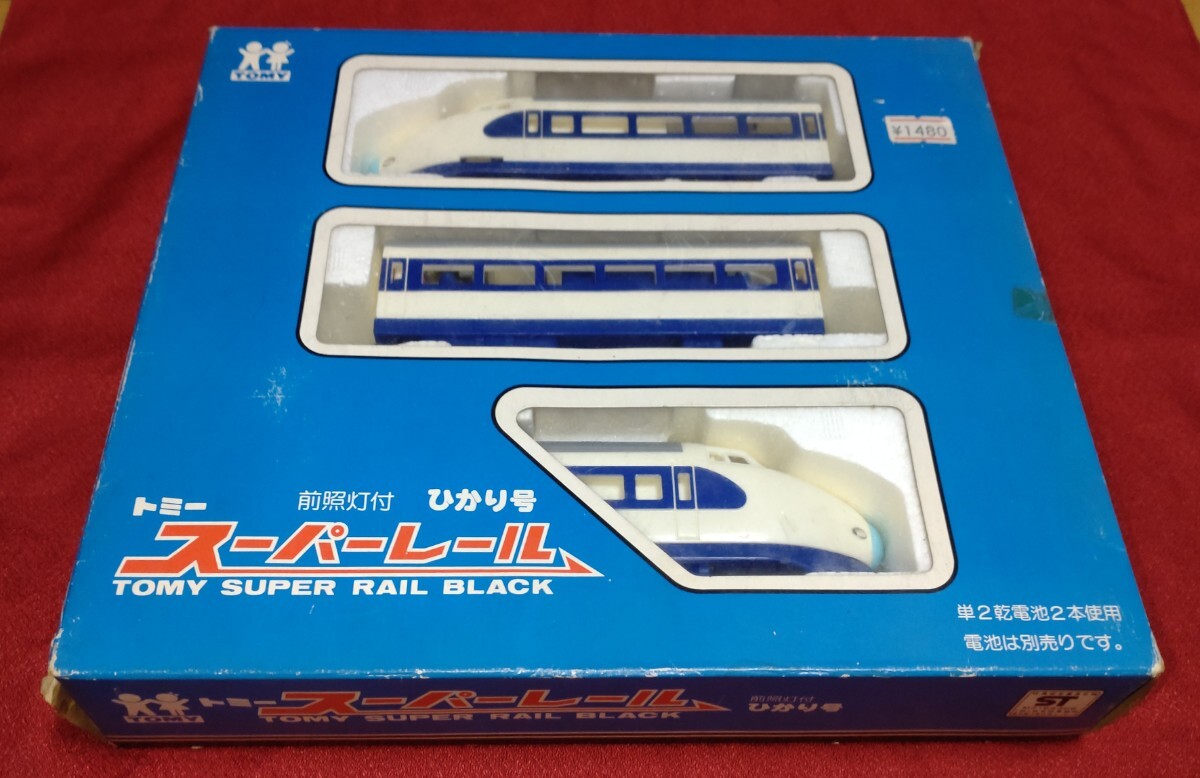 TOMY
¥1480
トミー 前照灯付 ひかり号
スーパーレール
TOMY SUPER RAIL BLACK
単2乾電池2本使用
電池は別売りです。
TOMY
トミー スーパーレール 前照灯付 ひかり号
TOMY SUPER RAIL BLACK
ST